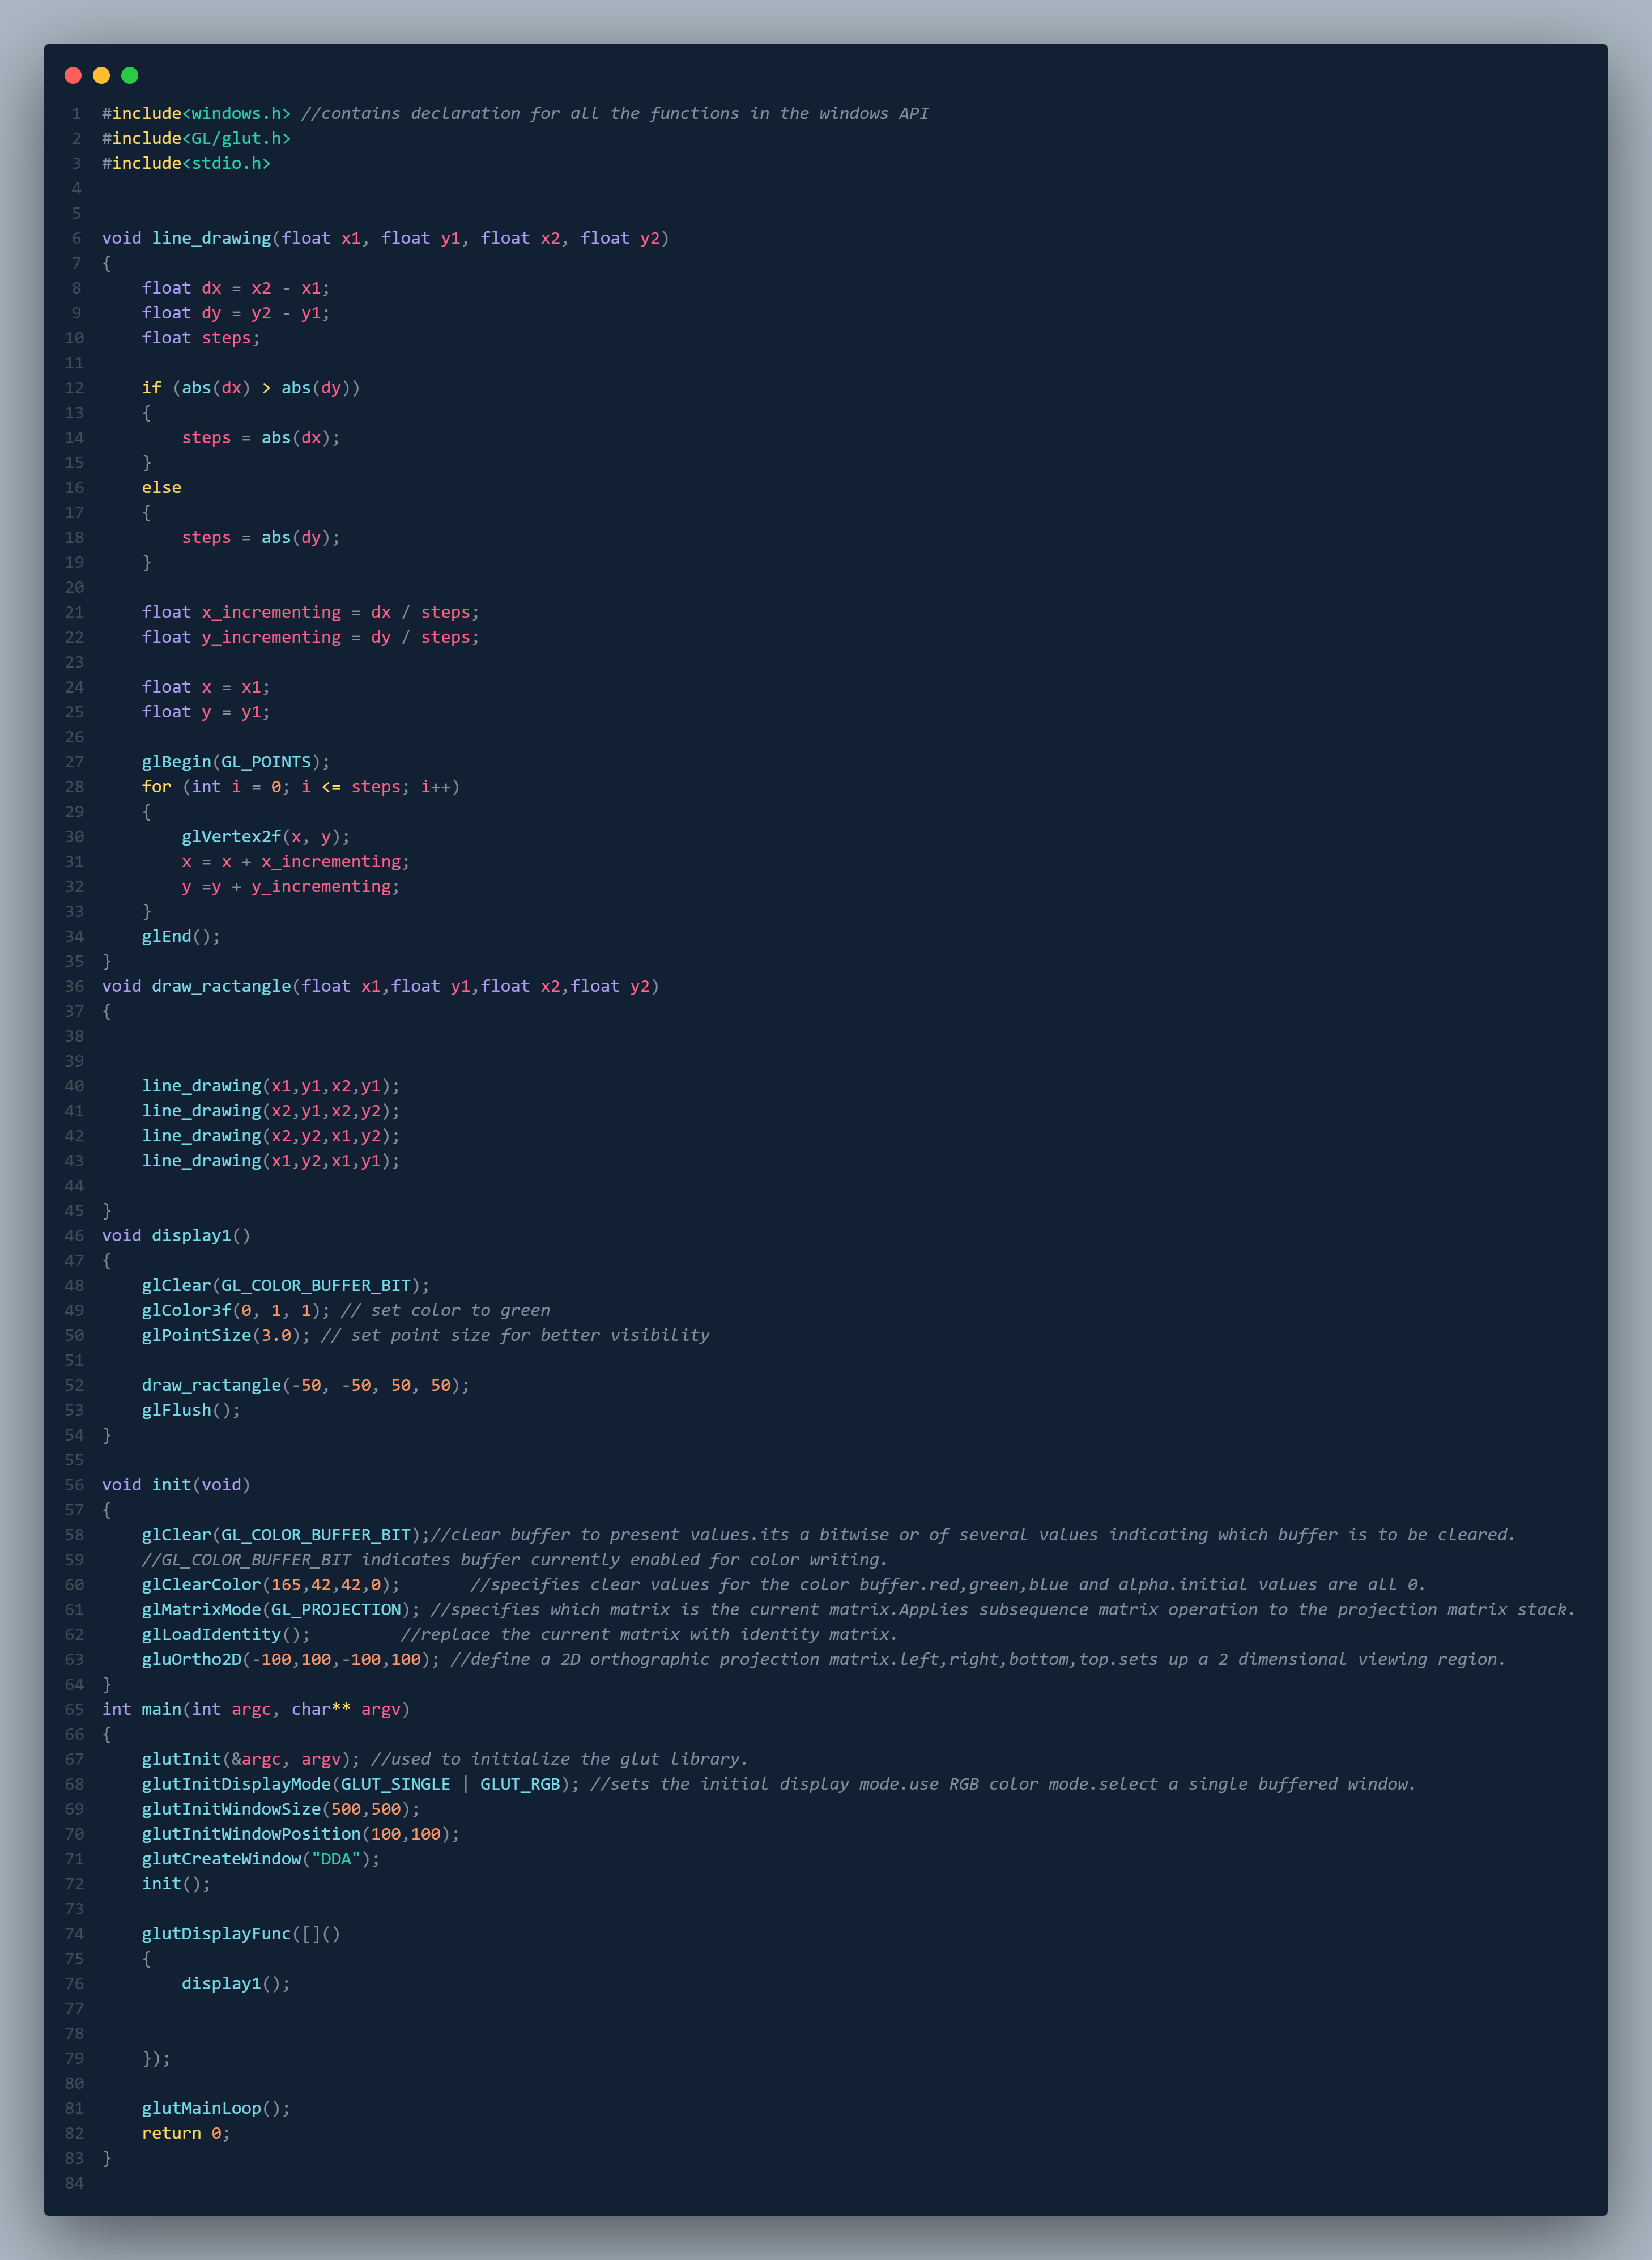 1 #include<windows.h> //contains declaration for all the functions in the windows API
2 #include<GL/glut.h>
3 #include<stdio.h>
4
5
6 void line_drawing(float x1, float y1, float x2, float y2)
7 {
8     float dx = x2 - x1;
9     float dy = y2 - y1;
10     float steps;
11
12     if (abs(dx) > abs(dy))
13     {
14         steps = abs(dx);
15     }
16     else
17     {
18         steps = abs(dy);
19     }
20
21     float x_incrementing = dx / steps;
22     float y_incrementing = dy / steps;
23
24     float x = x1;
25     float y = y1;
26
27     glBegin(GL_POINTS);
28     for (int i = 0; i <= steps; i++)
29     {
30         glVertex2f(x, y);
31         x = x + x_incrementing;
32         y =y + y_incrementing;
33     }
34     glEnd();
35 }
36 void draw_ractangle(float x1,float y1,float x2,float y2)
37 {
38
39
40     line_drawing(x1,y1,x2,y1);
41     line_drawing(x2,y1,x2,y2);
42     line_drawing(x2,y2,x1,y2);
43     line_drawing(x1,y2,x1,y1);
44
45 }
46 void display1()
47 {
48     glClear(GL_COLOR_BUFFER_BIT);
49     glColor3f(0, 1, 1); // set color to green
50     glPointSize(3.0); // set point size for better visibility
51
52     draw_ractangle(-50, -50, 50, 50);
53     glFlush();
54 }
55
56 void init(void)
57 {
58     glClear(GL_COLOR_BUFFER_BIT);//clear buffer to present values.its a bitwise or of several values indicating which buffer is to be cleared.
59     //GL_COLOR_BUFFER_BIT indicates buffer currently enabled for color writing.
60     glClearColor(165,42,42,0);       //specifies clear values for the color buffer.red,green,blue and alpha.initial values are all 0.
61     glMatrixMode(GL_PROJECTION); //specifies which matrix is the current matrix.Applies subsequence matrix operation to the projection matrix stack.
62     glLoadIdentity();         //replace the current matrix with identity matrix.
63     gluOrtho2D(-100,100,-100,100); //define a 2D orthographic projection matrix.left,right,bottom,top.sets up a 2 dimensional viewing region.
64 }
65 int main(int argc, char** argv)
66 {
67     glutInit(&argc, argv); //used to initialize the glut library.
68     glutInitDisplayMode(GLUT_SINGLE | GLUT_RGB); //sets the initial display mode.use RGB color mode.select a single buffered window.
69     glutInitWindowSize(500,500);
70     glutInitWindowPosition(100,100);
71     glutCreateWindow("DDA");
72     init();
73
74     glutDisplayFunc([]()
75     {
76         display1();
77
78
79     });
80
81     glutMainLoop();
82     return 0;
83 }
84